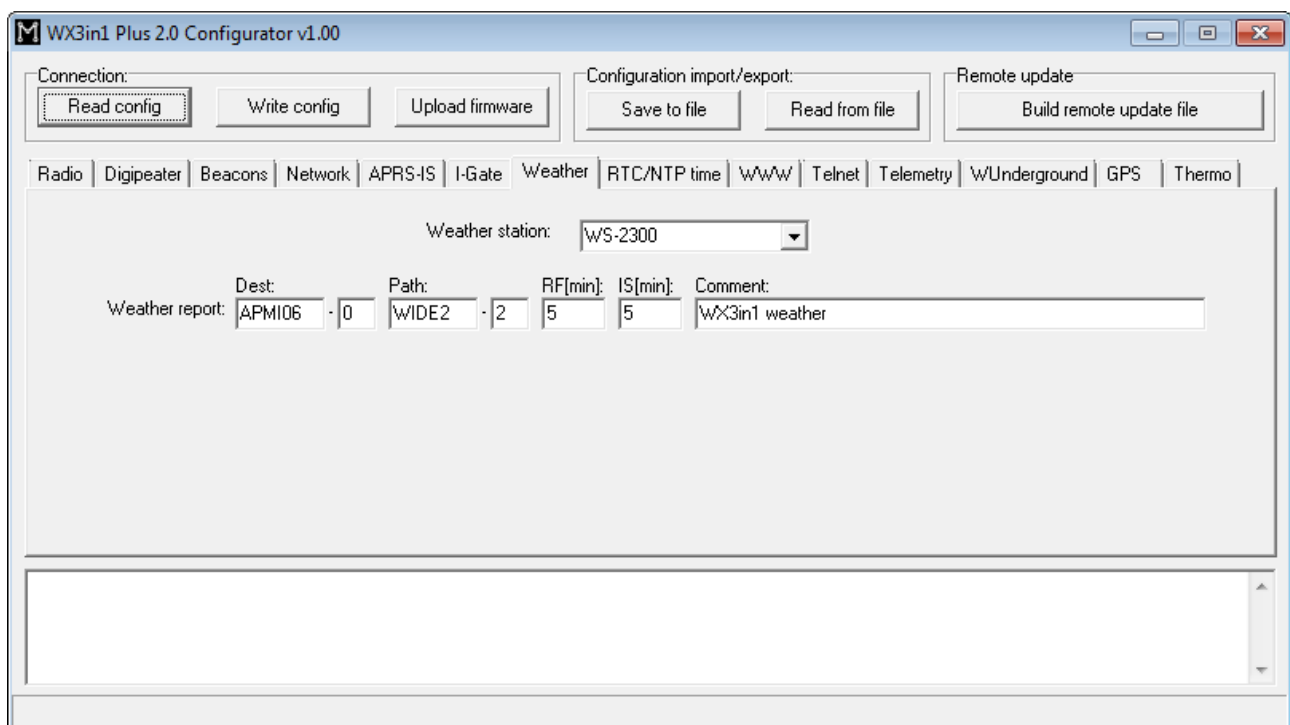 WX3in1 Plus 2.0 Configurator v1.00
Connection: Configuration import/export: Remote update
Read config Write config Upload firmware Save to file Read from file Build remote update file
Radio Digipeater Beacons Network APRS-IS I-Gate Weather RTC/NTP time WWW Telnet Telemetry WUnderground GPS Thermo
Weather station: WS-2300
Dest: Path: RF[min]: IS[min]: Comment:
Weather report: APMI06 - 0 WIDE2 - 2 5 5 WX3in1 weather